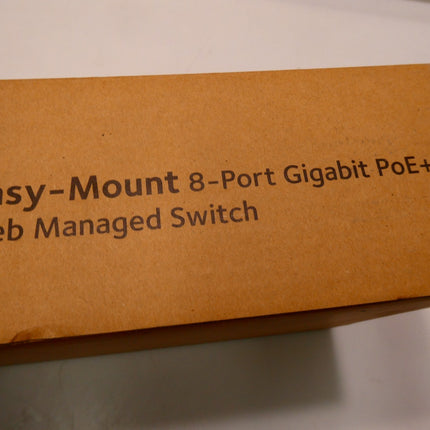 asy-Mount 8-Port Gigabit PoE+
eb Managed Switch